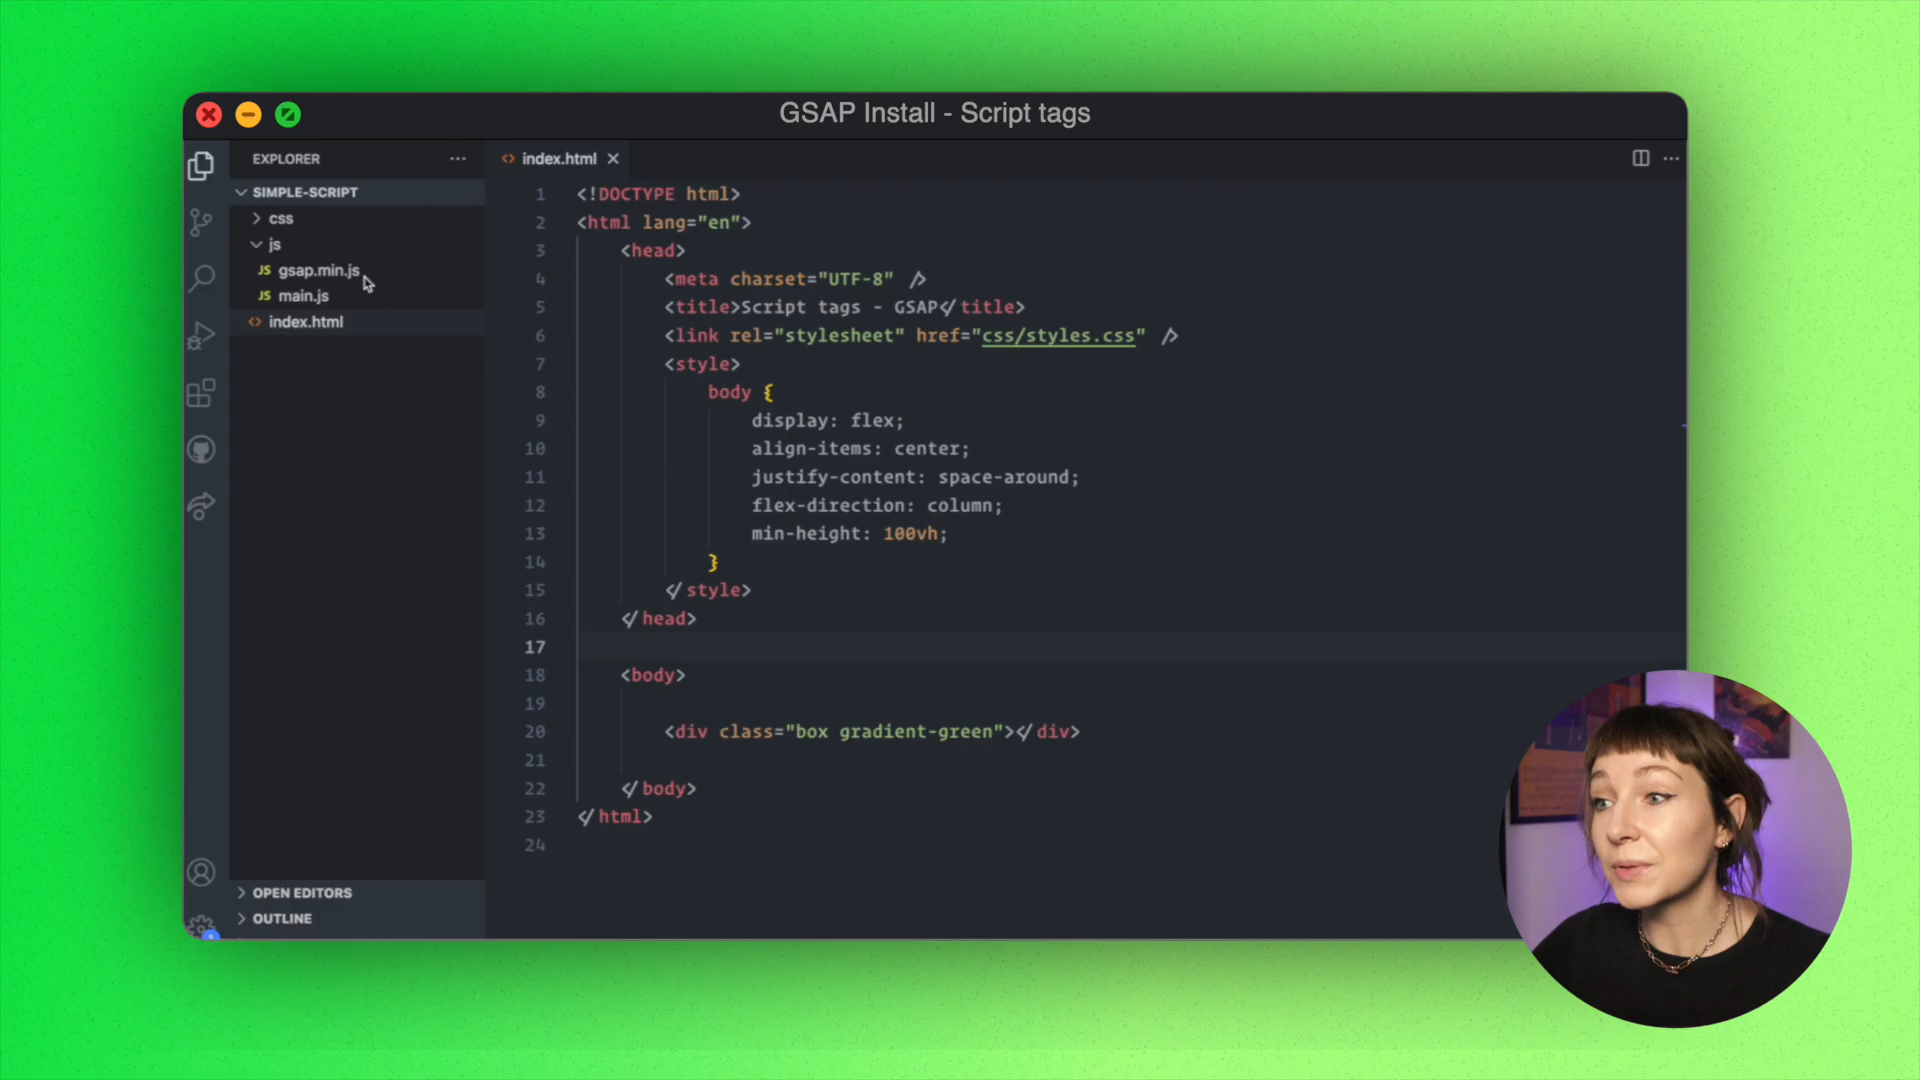 GSAP Install - Script tags
EXPLORER
SIMPLE-SCRIPT
css
js
JS gsap.min.js
JS main.js
<> index.html
OPEN EDITORS
OUTLINE
<> index.html
1 <!DOCTYPE html>
2 <html lang="en">
3 <head>
4 <meta charset="UTF-8" />
5 <title>Script tags - GSAP</title>
6 <link rel="stylesheet" href="css/styles.css" />
7 <style>
8 body {
9 display: flex;
10 align-items: center;
11 justify-content: space-around;
12 flex-direction: column;
13 min-height: 100vh;
14 }
15 </style>
16 </head>
17
18 <body>
19
20 <div class="box gradient-green"></div>
21
22 </body>
23 </html>
24